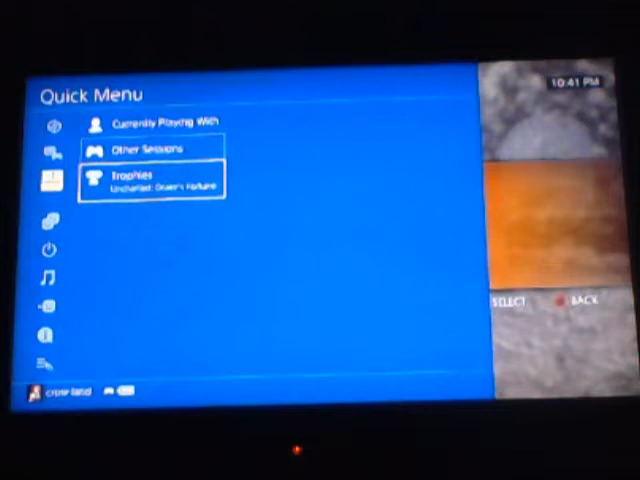 Quick Menu
10:41 PM
Currently Playing With
Other Sessions
Trophies
Uncharted: Drake's Fortune
SELECT
BACK